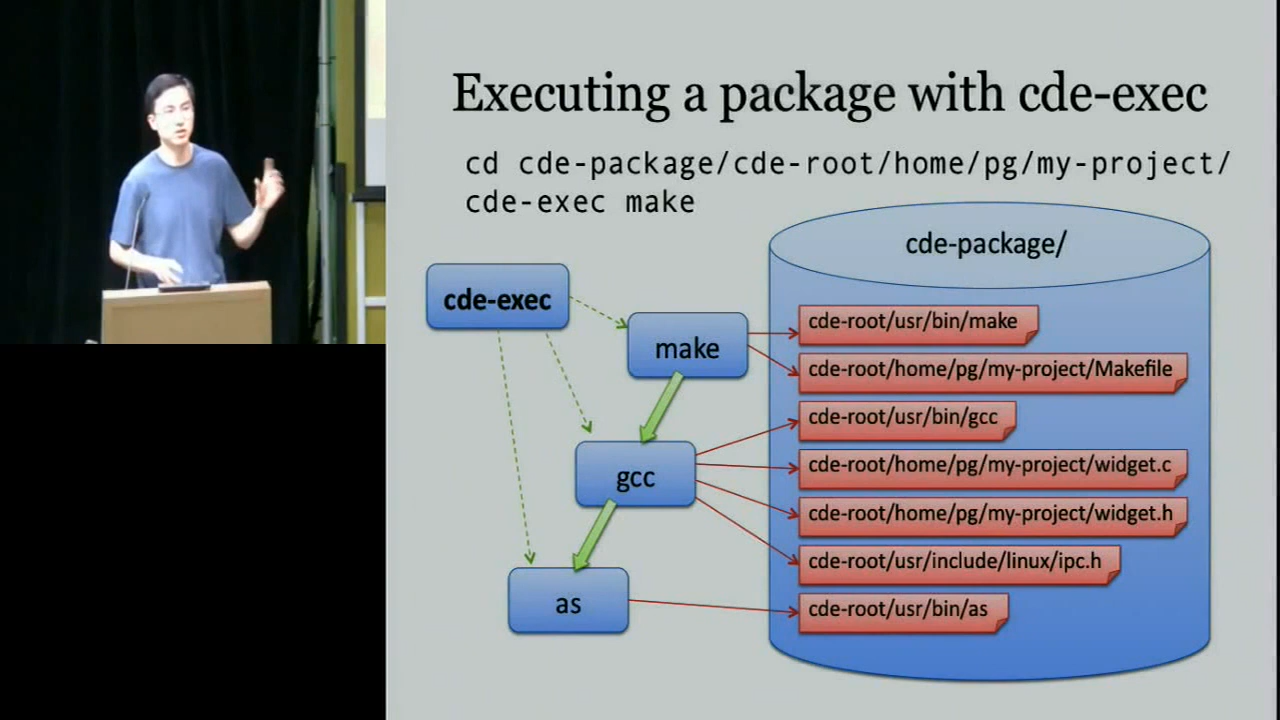 Executing a package with cde-exec
cd cde-package/cde-root/home/pg/my-project/
cde-exec make
cde-package/
cde-exec
make
gcc
as
cde-root/usr/bin/make
cde-root/home/pg/my-project/Makefile
cde-root/usr/bin/gcc
cde-root/home/pg/my-project/widget.c
cde-root/home/pg/my-project/widget.h
cde-root/usr/include/linux/ipc.h
cde-root/usr/bin/as